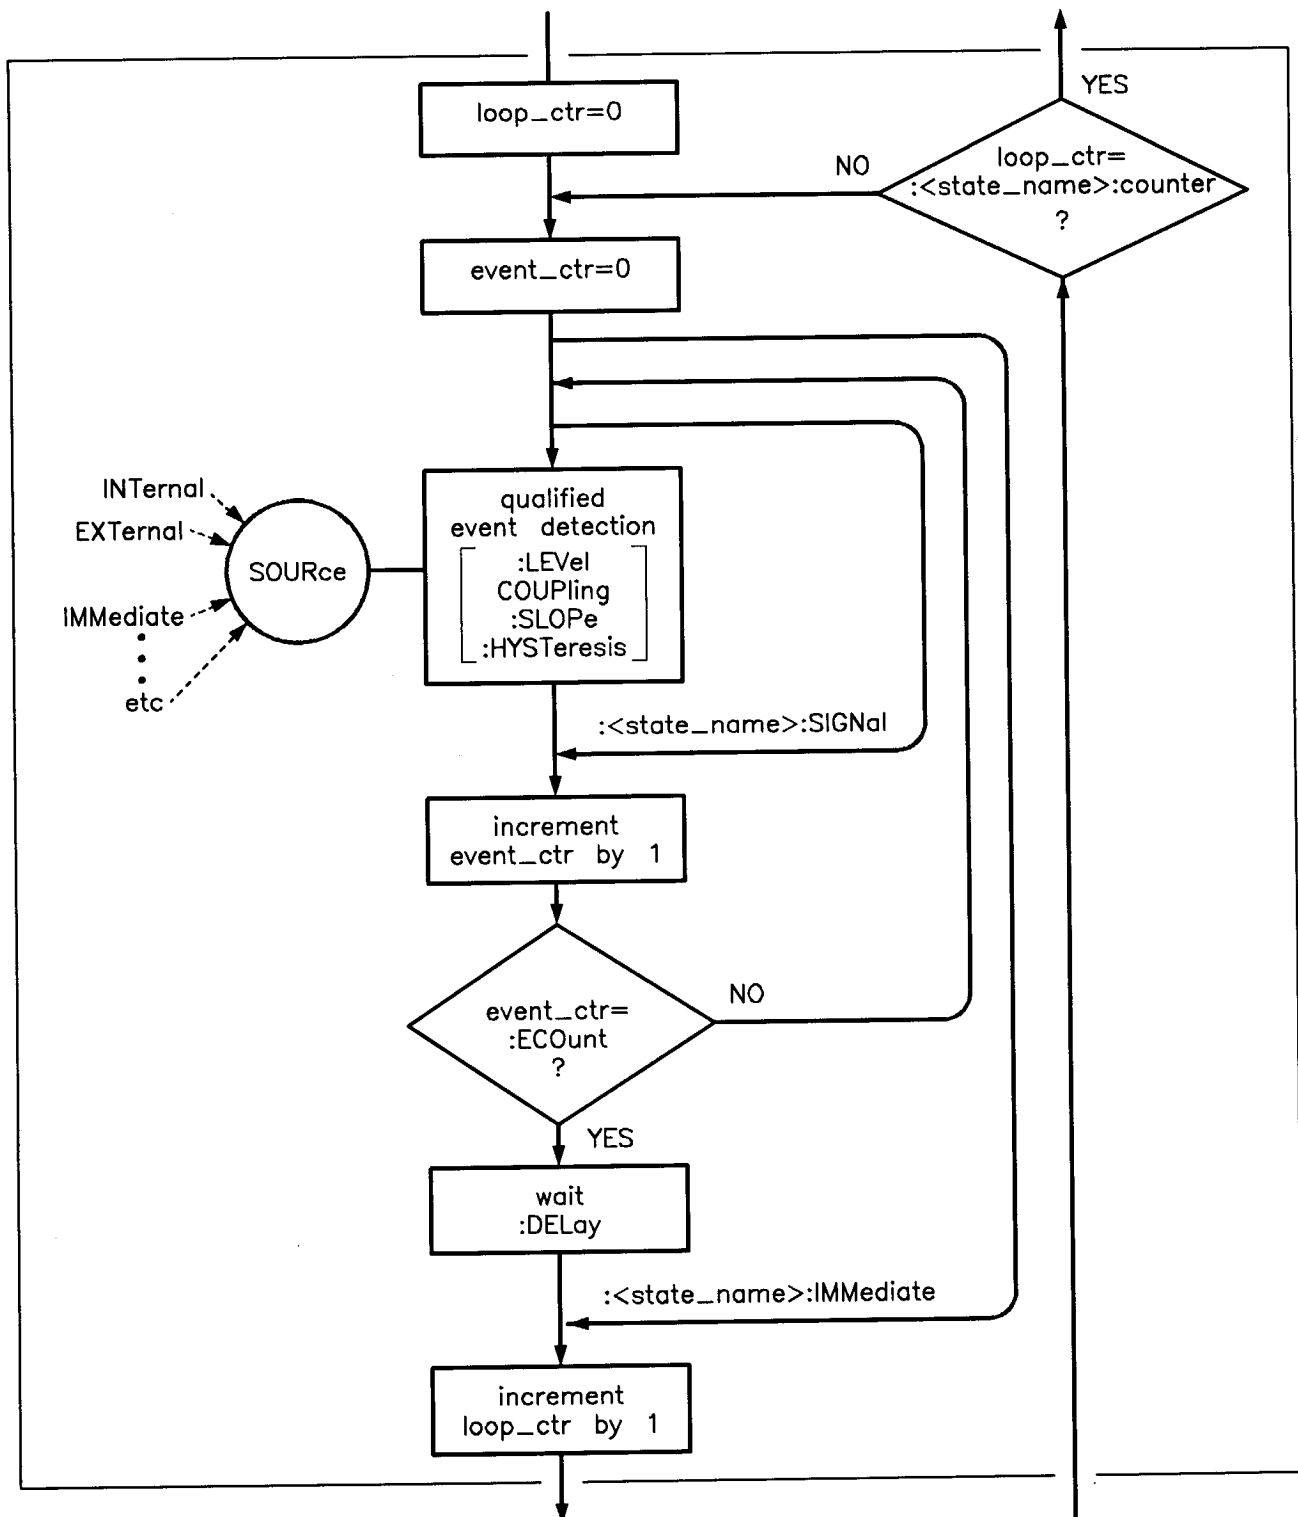 loop_ctr=0
YES
NO
loop_ctr=
:<state_name>:counter
?
event_ctr=0
INTernal
EXTernal
IMMediate
etc
SOURce
qualified
event detection
:LEVel
COUPling
:SLOPe
:HYSTeresis
:<state_name>:SIGNal
increment
event_ctr by 1
event_ctr=
:ECOunt
?
NO
YES
wait
:DELay
:<state_name>:IMMediate
increment
loop_ctr by 1